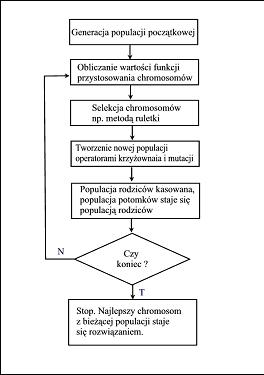 Generacja populacji początkowej
Obliczanie wartości funkcji
przystosowania chromosomów
Selekcja chromosomów
np. metodą ruletki
Tworzenie nowej populacji
operatorami krzyżownaia i mutacji
Populacja rodziców kasowana,
populacja potomków staje się
populacją rodziców
N
Czy
koniec ?
T
Stop. Najlepszy chromosom
z bieżącej populacji staje
się rozwiązaniem.